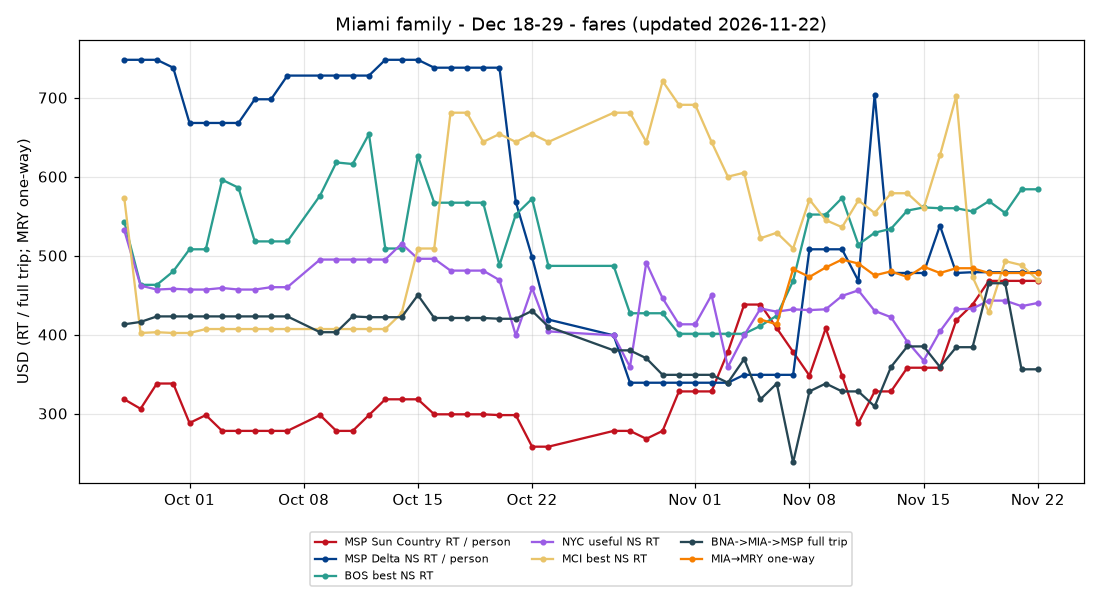 Miami family - Dec 18-29 - fares (updated 2026-11-22)
USD (RT / full trip; MRY one-way)
700
600
500
400
300
Oct 01 Oct 08 Oct 15 Oct 22 Nov 01 Nov 08 Nov 15 Nov 22
MSP Sun Country RT / person NYC useful NS RT BNA->MIA->MSP full trip
MSP Delta NS RT / person MCI best NS RT MIA→MRY one-way
BOS best NS RT